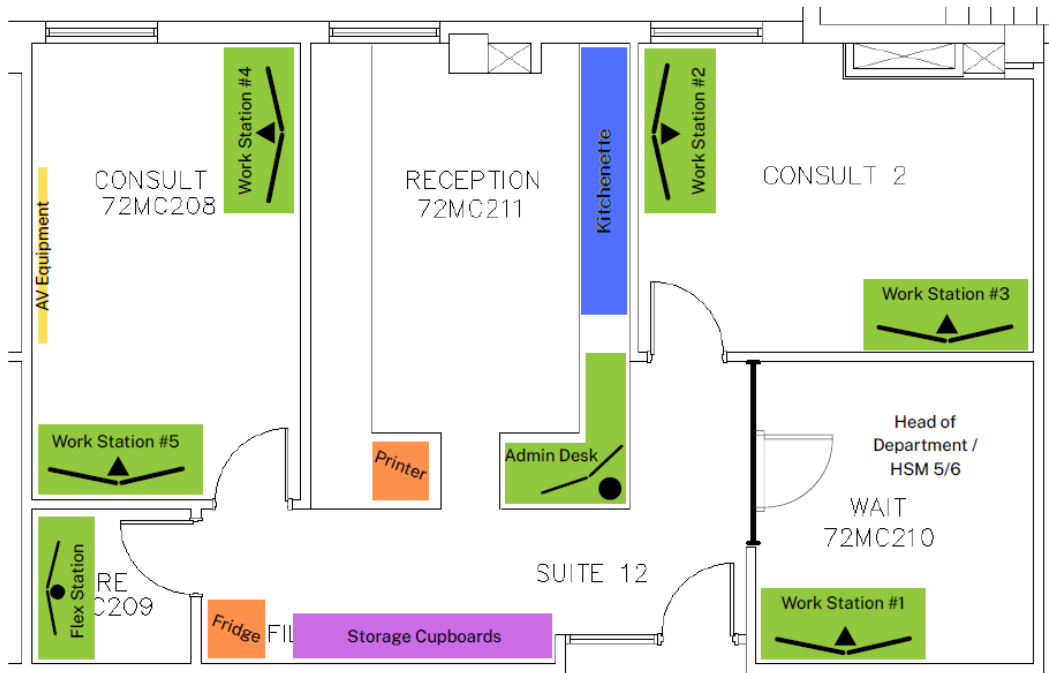 Work Station #4
CONSULT
72MC208
AV Equipment
Work Station #5
RECEPTION
72MC211
Kitchenette
Printer
Admin Desk
Work Station #2
CONSULT 2
Work Station #3
Head of
Department /
HSM 5/6
WAIT
72MC210
Work Station #1
SUITE 12
Flex Station
RE
C209
Fridge
FIL
Storage Cupboards